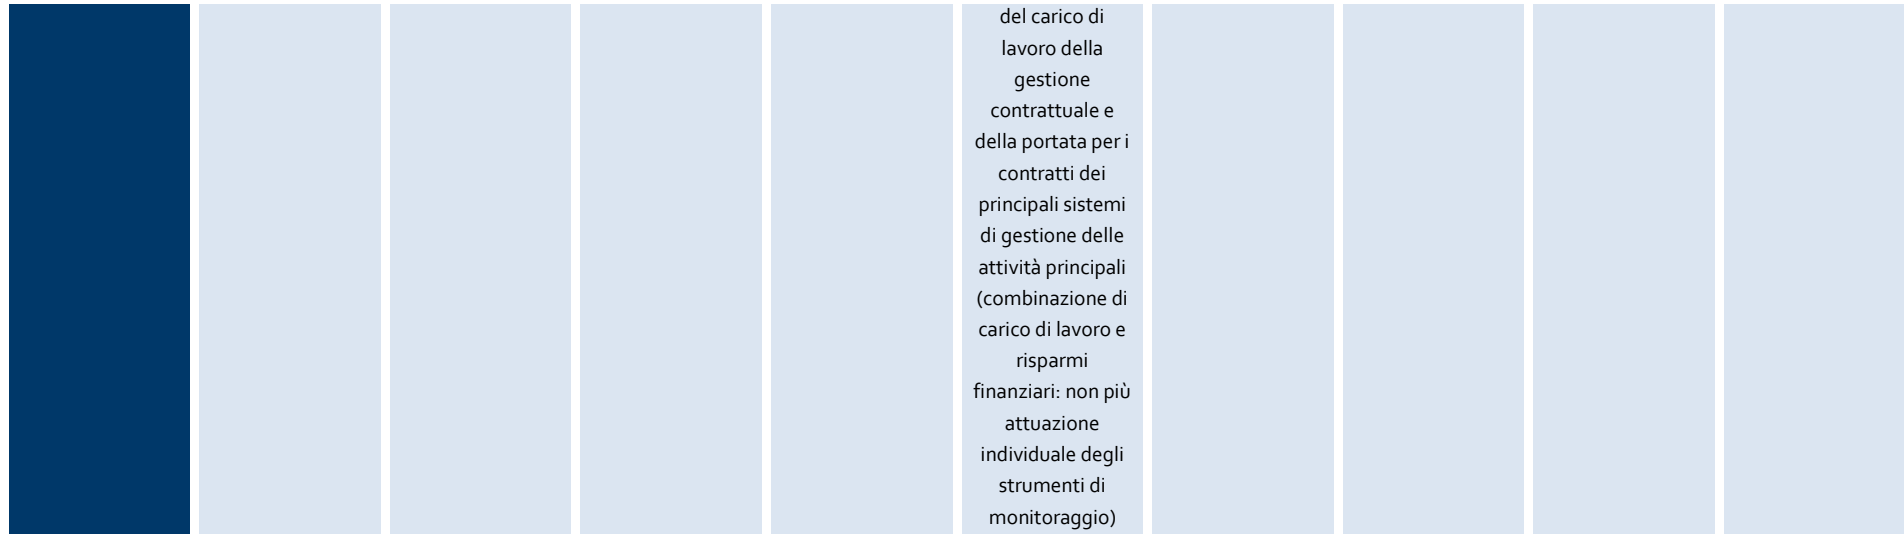 del carico di
lavoro della
gestione
contrattuale e
della portata per i
contratti dei
principali sistemi
di gestione delle
attività principali
(combinazione di
carico di lavoro e
risparmi
finanziari: non più
attuazione
individuale degli
strumenti di
monitoraggio)